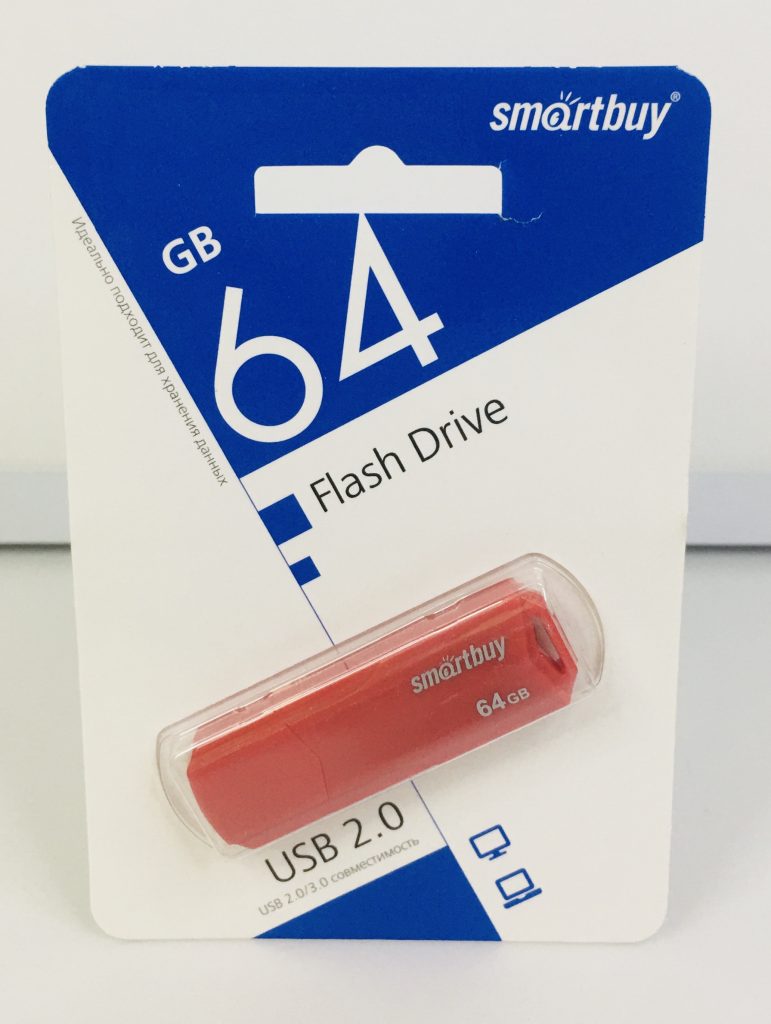 smartbuy®
GB
64
Идеально подходит для хранения данных
Flash Drive
smartbuy
64GB
USB 2.0
USB 2.0/3.0 совместимость